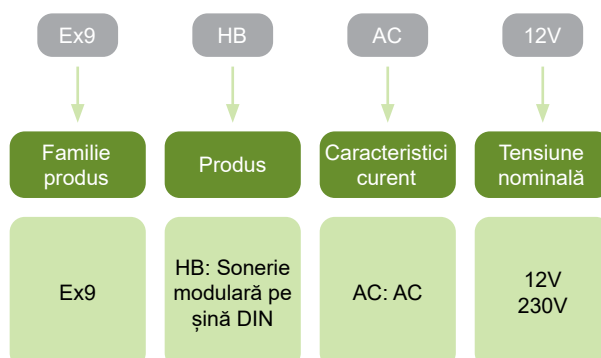 Ex9
HB
AC
12V
Familie
produs
Produs
Caracteristici
curent
Tensiune
nominală
Ex9
HB: Sonerie
modulară pe
șină DIN
AC: AC
12V
230V